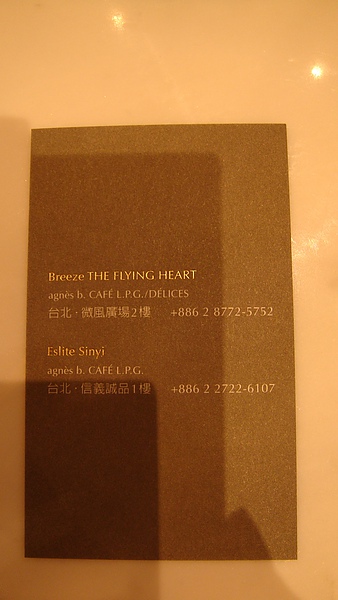 Breeze THE FLYING HEART
agnès b. CAFÉ L.P.G./DÉLICES
台北·微風廣場2樓 +886 2 8772-5752
Eslite Sinyi
agnès b. CAFÉ L.P.G.
台北·信義誠品1樓 +886 2 2722-6107